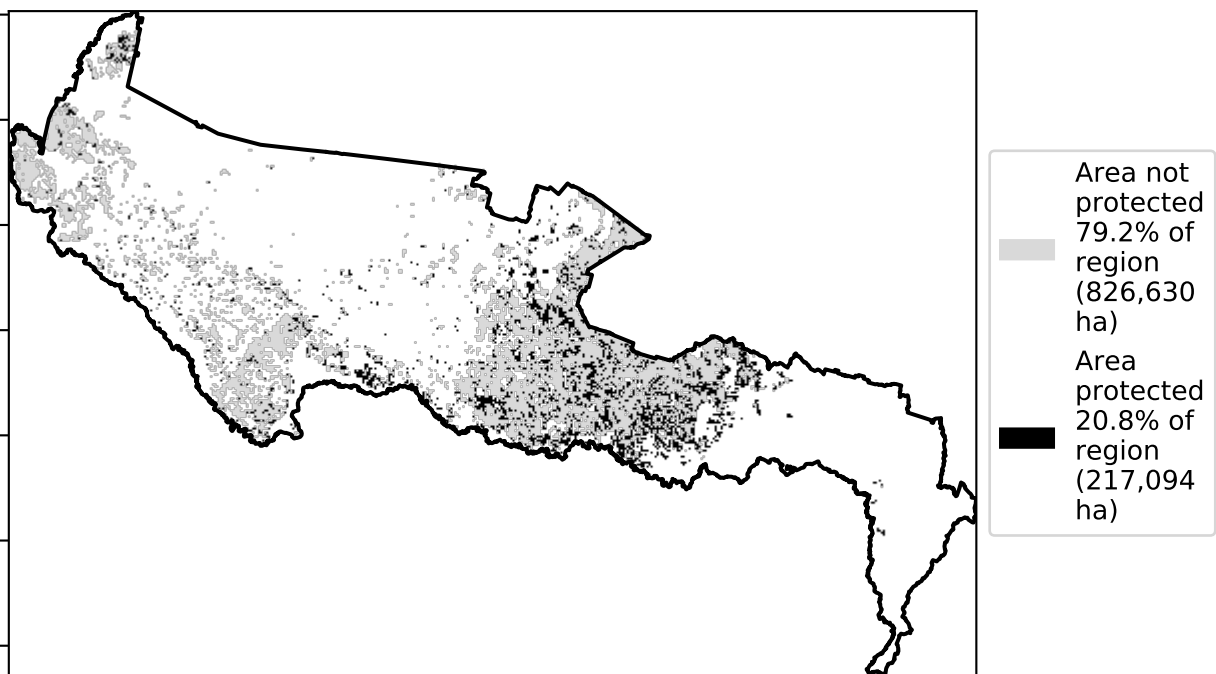 Area not
protected
79.2% of
region
(826,630
ha)
Area
protected
20.8% of
region
(217,094
ha)